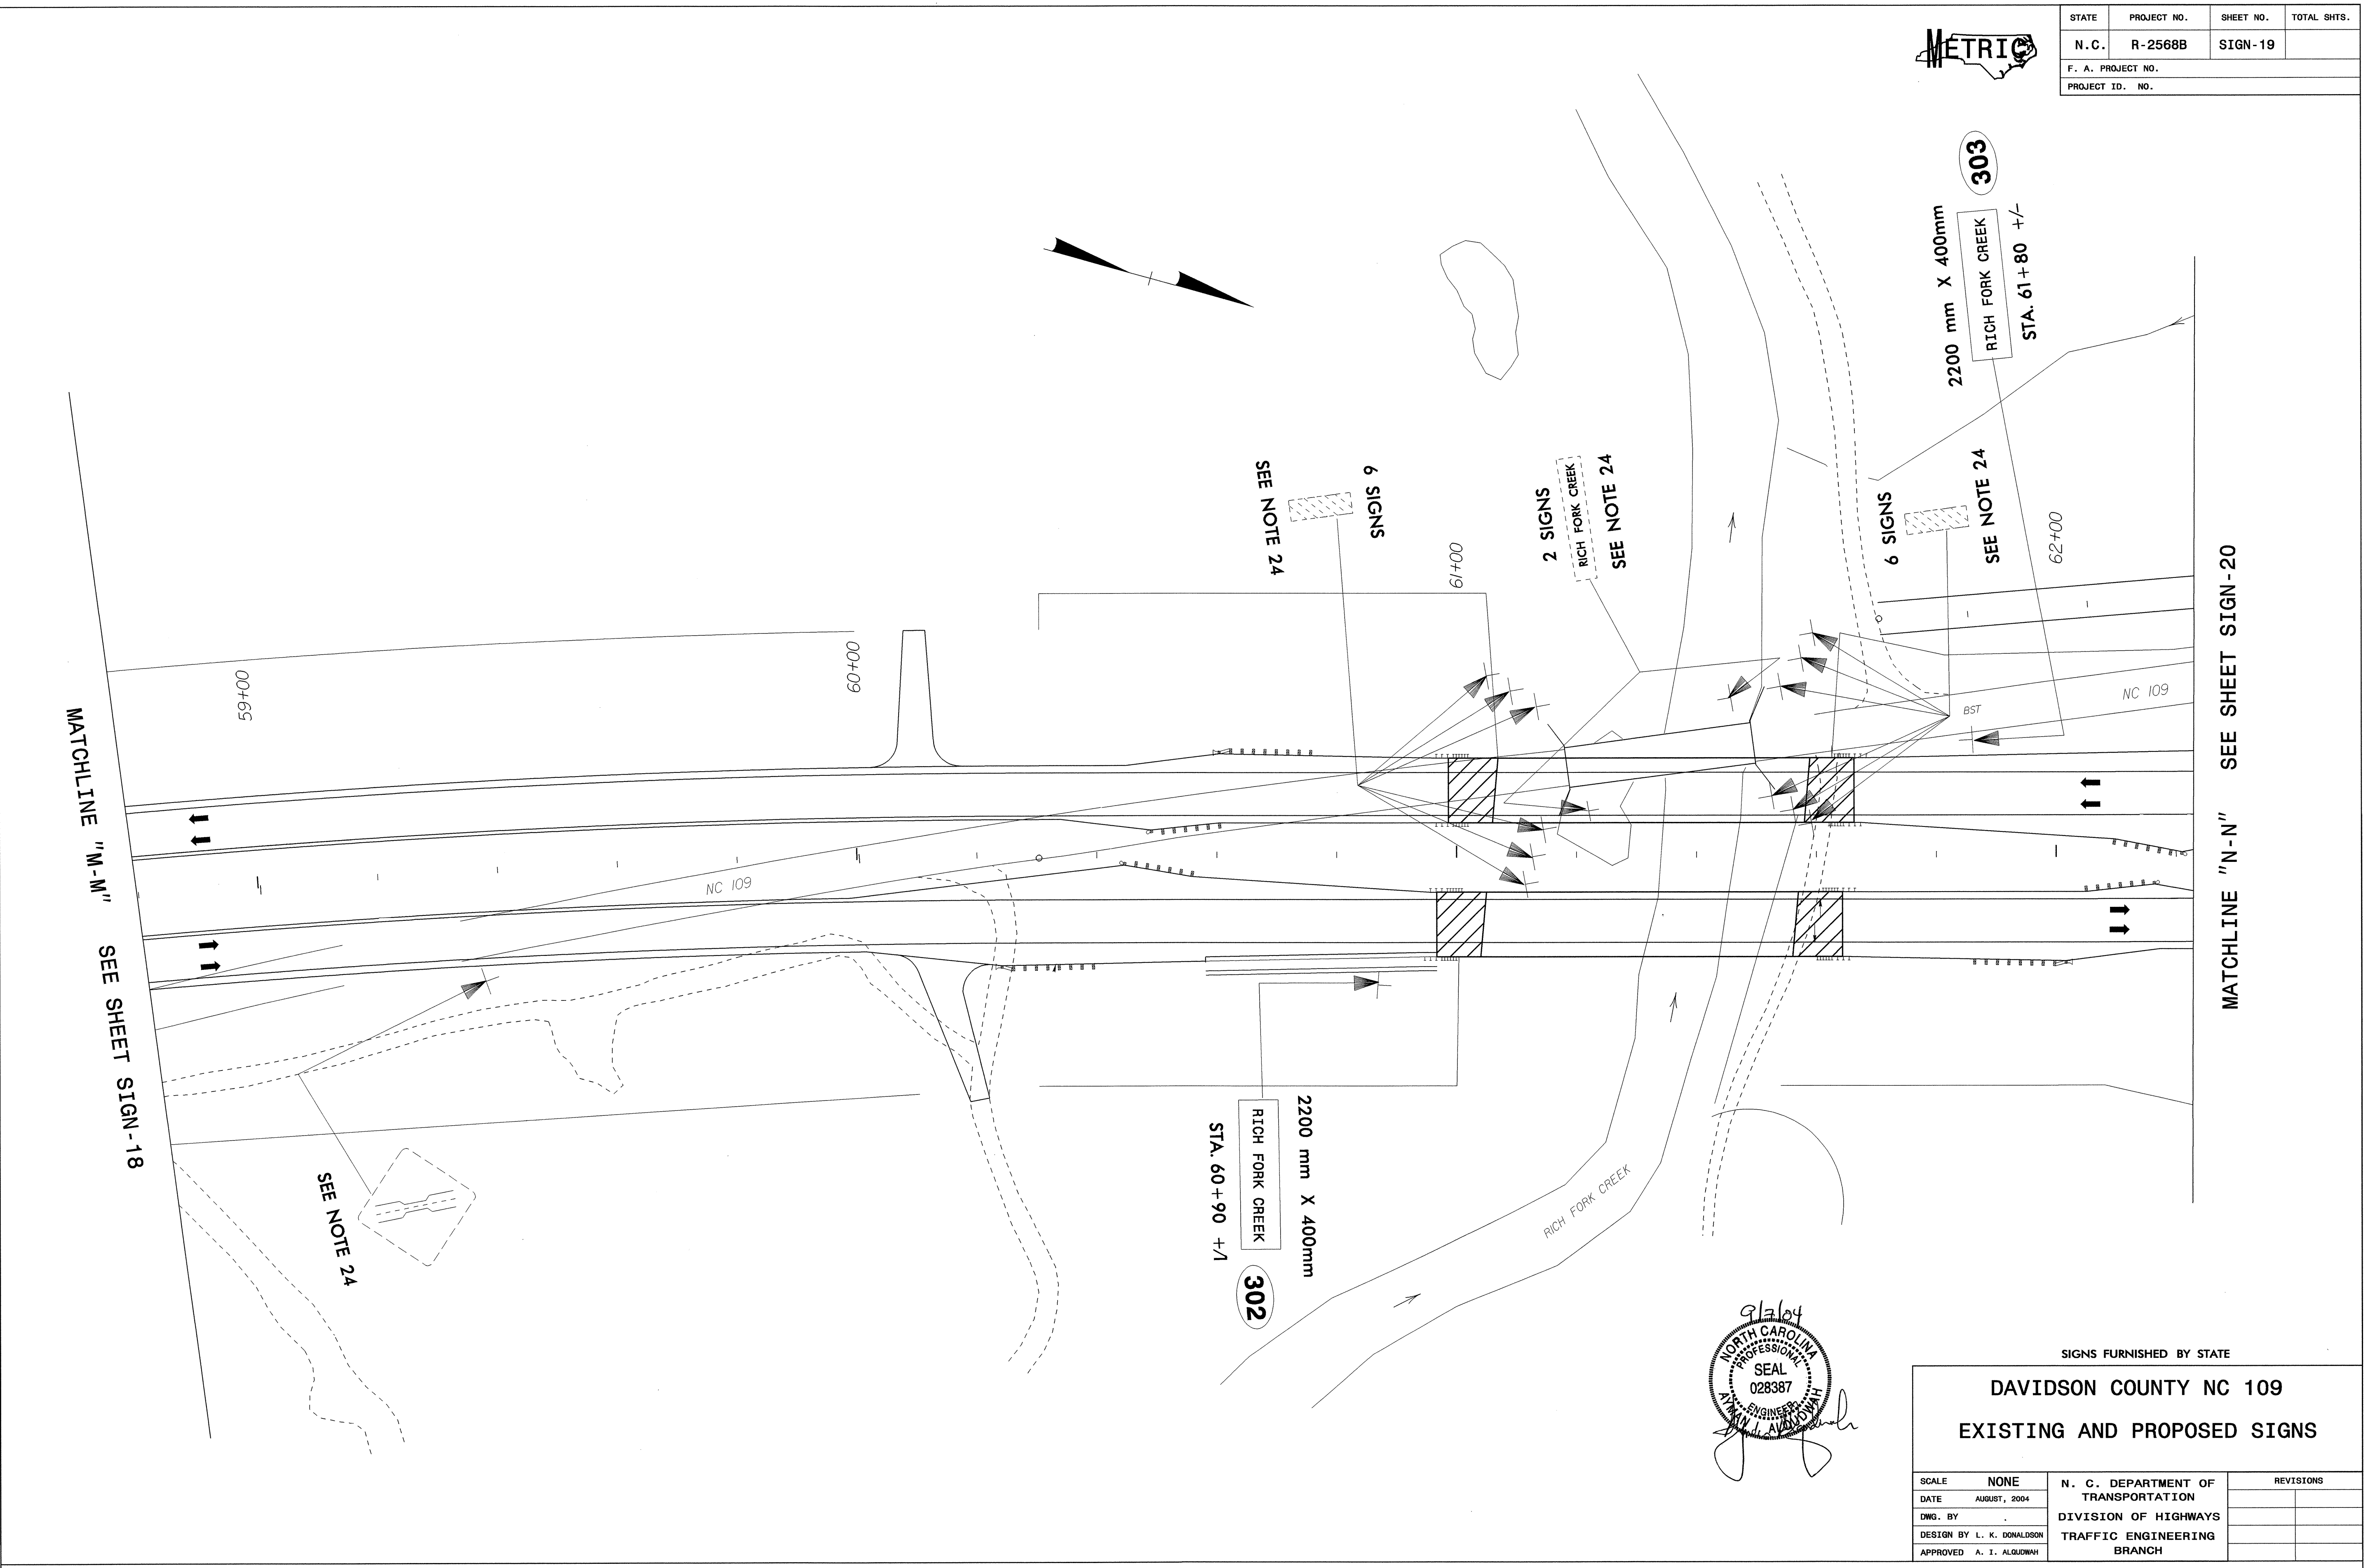 METRIC
STATE PROJECT NO. SHEET NO. TOTAL SHTS.
N.C. R-2568B SIGN-19
F. A. PROJECT NO.
PROJECT ID. NO.
303
2200 mm X 400mm
RICH FORK CREEK
STA. 61+80 +/-
SEE NOTE 24
6 SIGNS
2 SIGNS
RICH FORK CREEK
SEE NOTE 24
6 SIGNS
SEE NOTE 24
59+00
60+00
61+00
62+00
NC 109
BST
NC 109
MATCHLINE "M-M" SEE SHEET SIGN-18
MATCHLINE "N-N" SEE SHEET SIGN-20
SEE NOTE 24
2200 mm X 400mm
RICH FORK CREEK
STA. 60+90 +/-
302
RICH FORK CREEK
9/7/04
NORTH CAROLINA
PROFESSIONAL
SEAL
028387
ENGINEER
AYMAN I. ALQUDWAH
SIGNS FURNISHED BY STATE
DAVIDSON COUNTY NC 109
EXISTING AND PROPOSED SIGNS
SCALE NONE
DATE AUGUST, 2004
DWG. BY .
DESIGN BY L. K. DONALDSON
APPROVED A. I. ALQUDWAH
N. C. DEPARTMENT OF
TRANSPORTATION
DIVISION OF HIGHWAYS
TRAFFIC ENGINEERING
BRANCH
REVISIONS